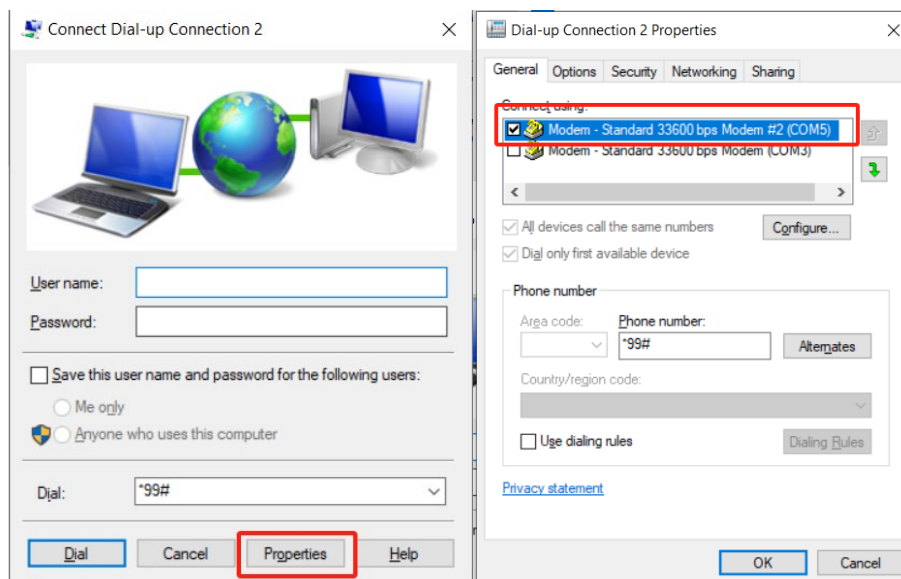 Connect Dial-up Connection 2
User name:
Password:
Save this user name and password for the following users:
Me only
Anyone who uses this computer
Dial:
*99#
Dial
Cancel
Properties
Help
Dial-up Connection 2 Properties
General
Options
Security
Networking
Sharing
Connect using:
Modem - Standard 33600 bps Modem #2 (COM5)
Modem - Standard 33600 bps Modem (COM3)
All devices call the same numbers
Configure...
Dial only first available device
Phone number
Area code:
Phone number:
*99#
Alternates
Country/region code:
Use dialing rules
Dialing Rules
Privacy statement
OK
Cancel